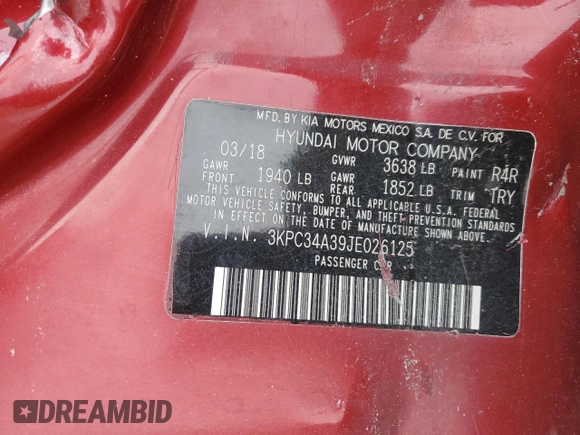 MFD. BY KIA MOTORS MEXICO S.A. DE C.V. FOR
HYUNDAI MOTOR COMPANY
03/18 GVWR 3638 LB PAINT R4R
GAWR FRONT 1940 LB GAWR REAR 1852 LB TRIM TRY
THIS VEHICLE CONFORMS TO ALL APPLICABLE U.S.A. FEDERAL
MOTOR VEHICLE SAFETY, BUMPER, AND THEFT PREVENTION STANDARDS
IN EFFECT ON THE DATE OF MANUFACTURE SHOWN ABOVE.
V.I.N. 3KPC34A39JE026125
PASSENGER CAR
DREAMBID